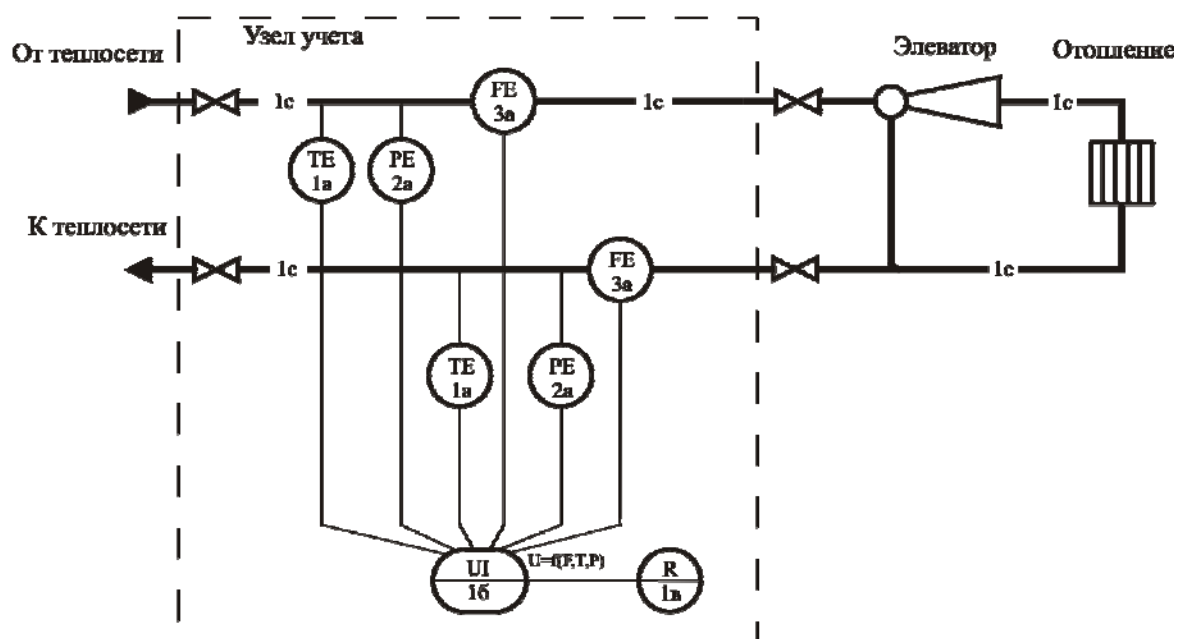 Узел учета
Элеватор
Отопление
От теплосети
FE
3а
1с
1с
1с
TE
1а
PE
2а
К теплосети
FE
3а
1с
1с
TE
1а
PE
2а
U=f(F,T,P)
UI
1б
R
1в